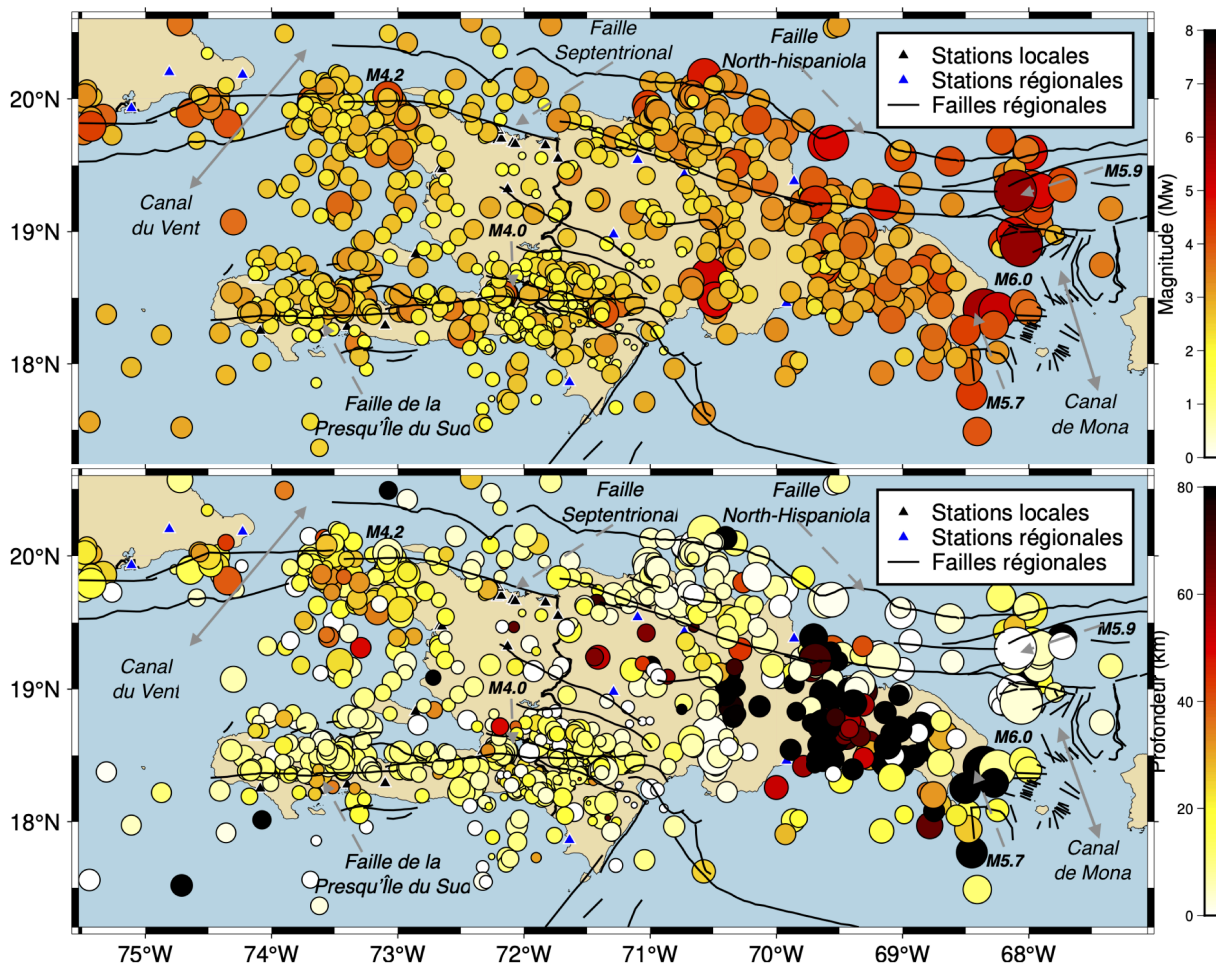 Faille
Septentrional
Faille
North-hispaniola
Stations locales
Stations régionales
Failles régionales
M4.2
20°N
M5.9
Canal
du Vent
M4.0
19°N
M6.0
18°N
M5.7
Faille de la
Presqu'Île du Sud
Canal
de Mona
8
7
6
5
4
3
2
1
0
Magnitude (Mw)
Faille
Septentrional
Faille
North-Hispaniola
Stations locales
Stations régionales
Failles régionales
M4.2
20°N
M5.9
Canal
du Vent
M4.0
19°N
M6.0
18°N
M5.7
Faille de la
Presqu'Île du Sud
Canal
de Mona
80
60
40
20
0
Profondeur (km)
75°W
74°W
73°W
72°W
71°W
70°W
69°W
68°W